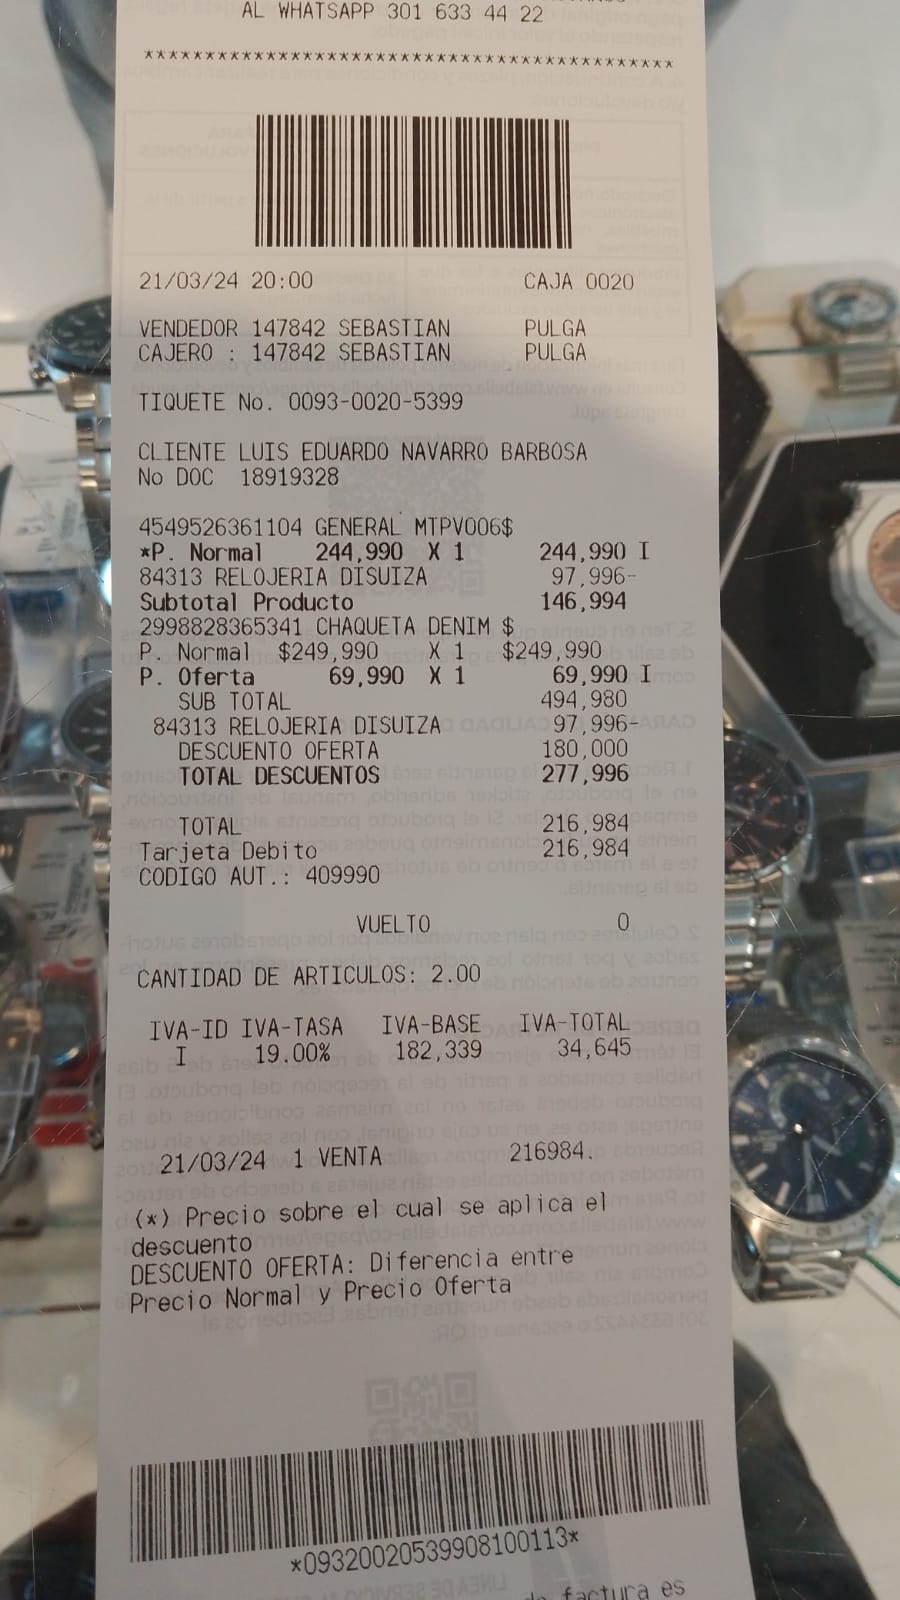 AL WHATSAPP 301 633 44 22
*******************************************
21/03/24 20:00 CAJA 0020
VENDEDOR 147842 SEBASTIAN PULGA
CAJERO : 147842 SEBASTIAN PULGA
TIQUETE No. 0093-0020-5399
CLIENTE LUIS EDUARDO NAVARRO BARBOSA
No DOC 18919328
4549526361104 GENERAL MTPV006$
*P. Normal 244,990 X 1 244,990 I
84313 RELOJERIA DISUIZA 97,996-
Subtotal Producto 146,994
2998828365341 CHAQUETA DENIM $
P. Normal $249,990 X 1 $249,990
P. Oferta 69,990 X 1 69,990 I
SUB TOTAL 494,980
84313 RELOJERIA DISUIZA 97,996-
DESCUENTO OFERTA 180,000
TOTAL DESCUENTOS 277,996
TOTAL 216,984
Tarjeta Debito 216,984
CODIGO AUT.: 409990
VUELTO 0
CANTIDAD DE ARTICULOS: 2.00
IVA-ID IVA-TASA IVA-BASE IVA-TOTAL
I 19.00% 182,339 34,645
21/03/24 1 VENTA 216984.
(*) Precio sobre el cual se aplica el
descuento
DESCUENTO OFERTA: Diferencia entre
Precio Normal y Precio Oferta
*09320020539908100113*
factura es